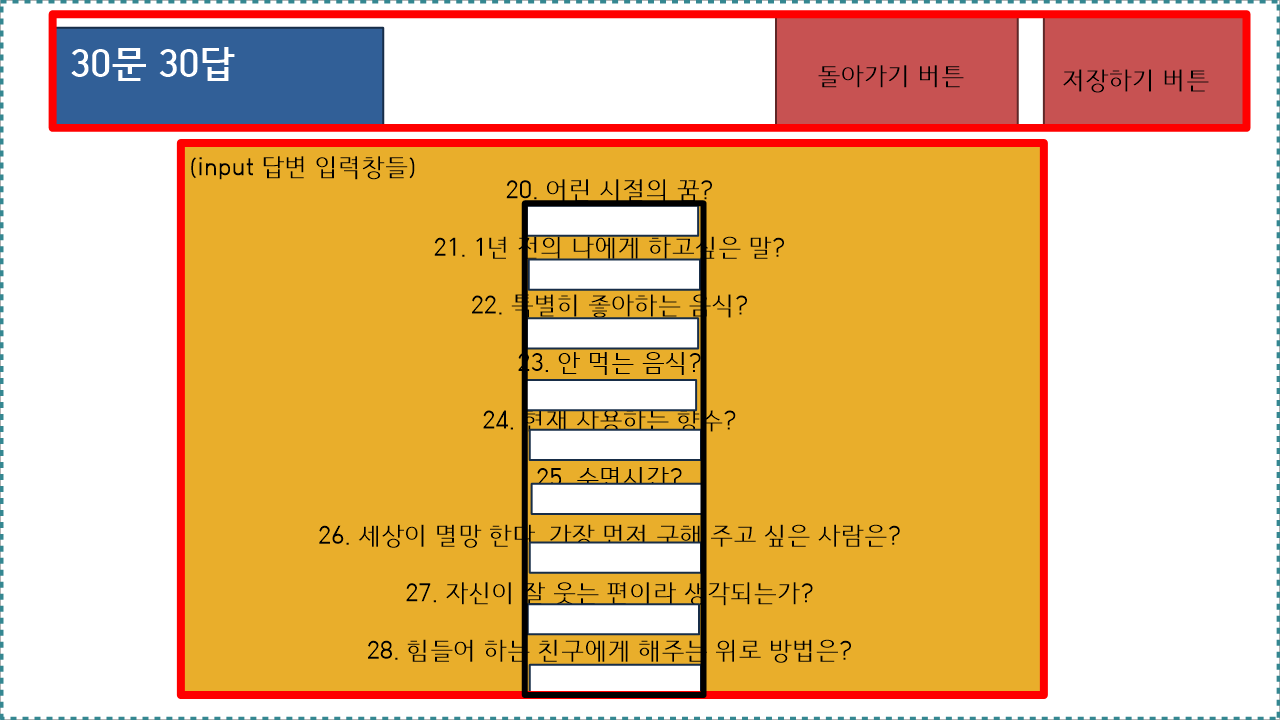 30문 30답
돌아가기 버튼
저장하기 버튼
(input 답변 입력창들)
20. 어린 시절의 꿈?
21. 1년 전의 나에게 하고싶은 말?
22. 특별히 좋아하는 음식?
23. 안 먹는 음식?
24. 현재 사용하는 향수?
25. 수면시간?
26. 세상이 멸망 한다. 가장 먼저 구해 주고 싶은 사람은?
27. 자신이 잘 웃는 편이라 생각되는가?
28. 힘들어 하는 친구에게 해주는 위로 방법은?